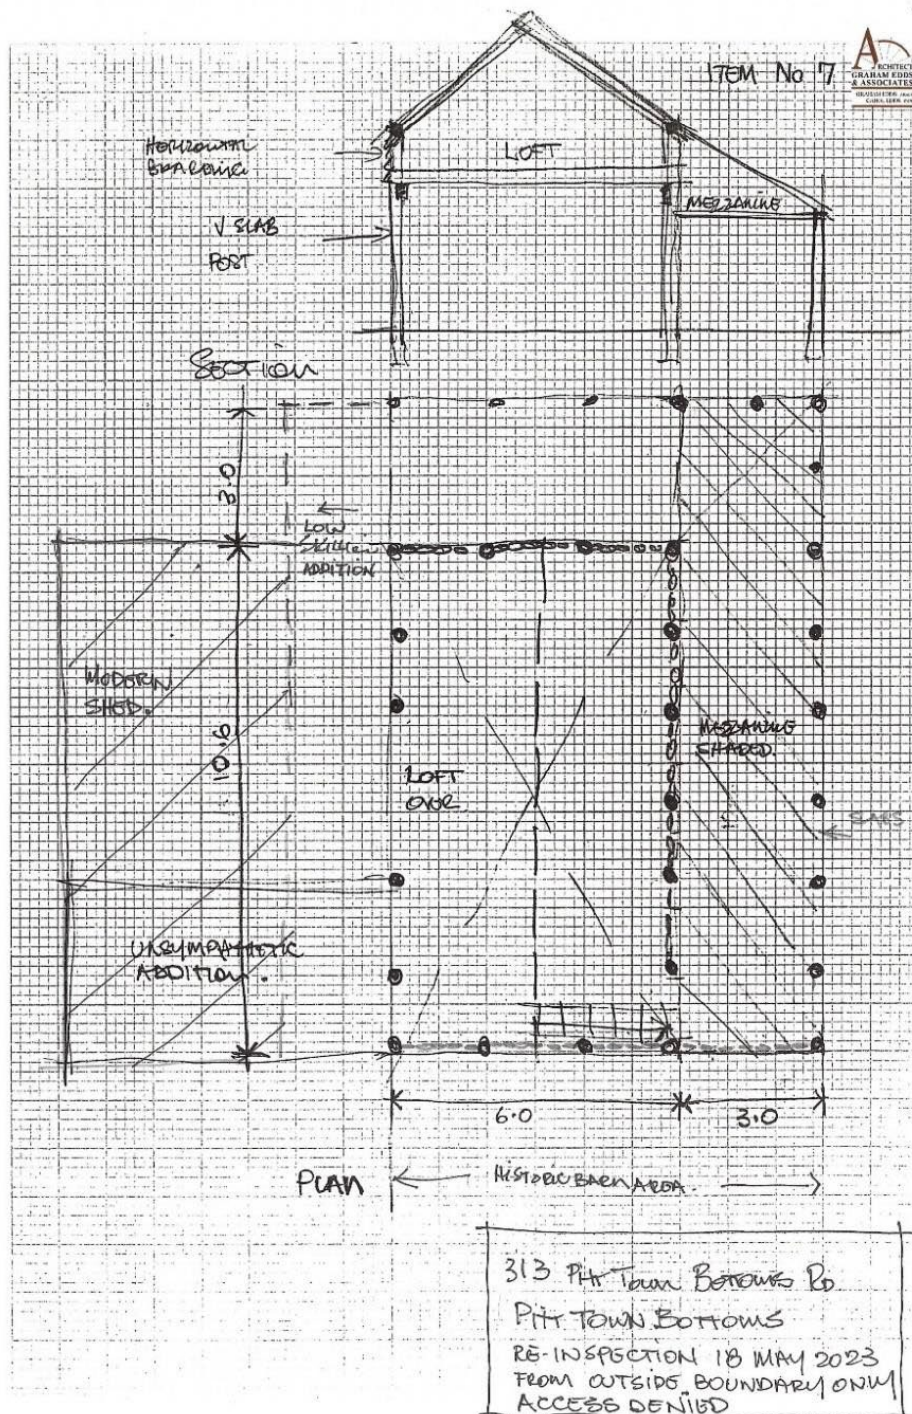 ITEM No 7
ARCHITECT
GRAHAM EDDS
& ASSOCIATES
HORIZONTAL
BOARDING
LOFT
MEZZANINE
V SLAB
POST
SECTION
3.0
LOW
Skillion
ADDITION
MODERN
SHED.
10.6
LOFT
OVER
MEZZANINE
SHADED.
SLABS
UNSYMPATHETIC
ADDITION.
6.0
3.0
PLAN
HISTORIC BARN AREA.
313 Pitt Town Bottoms Rd
Pitt Town Bottoms
RE-INSPECTION 18 MAY 2023
FROM OUTSIDE BOUNDARY ONLY
ACCESS DENIED